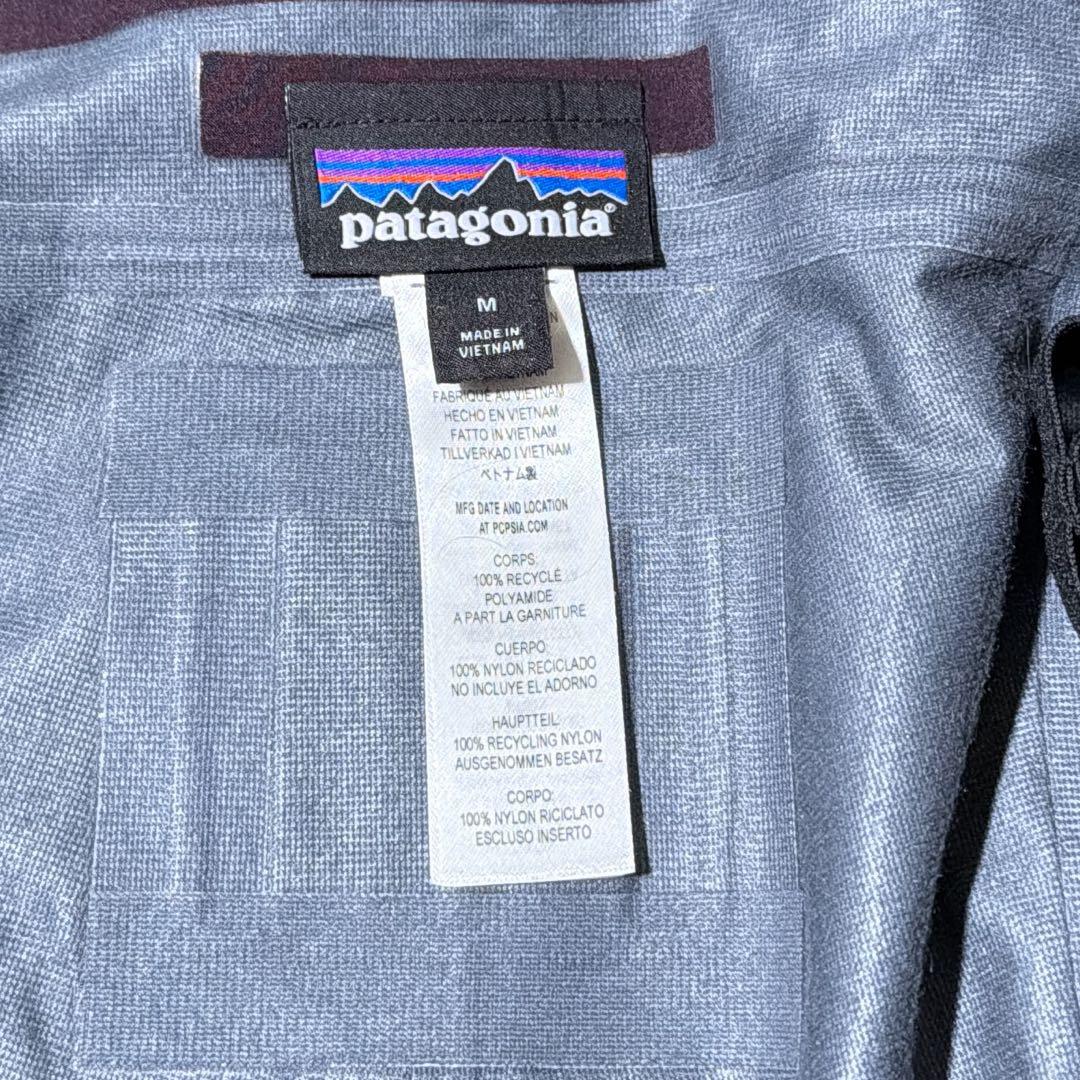 patagonia®
M
MADE IN
VIETNAM
FABRIQUÉ AU VIETNAM
HECHO EN VIETNAM
FATTO IN VIETNAM
TILLVERKAD I VIETNAM
ベトナム製
MFG DATE AND LOCATION
AT PCPSIA.COM
CORPS:
100% RECYCLÉ
POLYAMIDE
A PART LA GARNITURE
CUERPO:
100% NYLON RECICLADO
NO INCLUYE EL ADORNO
HAUPTTEIL:
100% RECYCLING NYLON
AUSGENOMMEN BESATZ
CORPO:
100% NYLON RICICLATO
ESCLUSO INSERTO